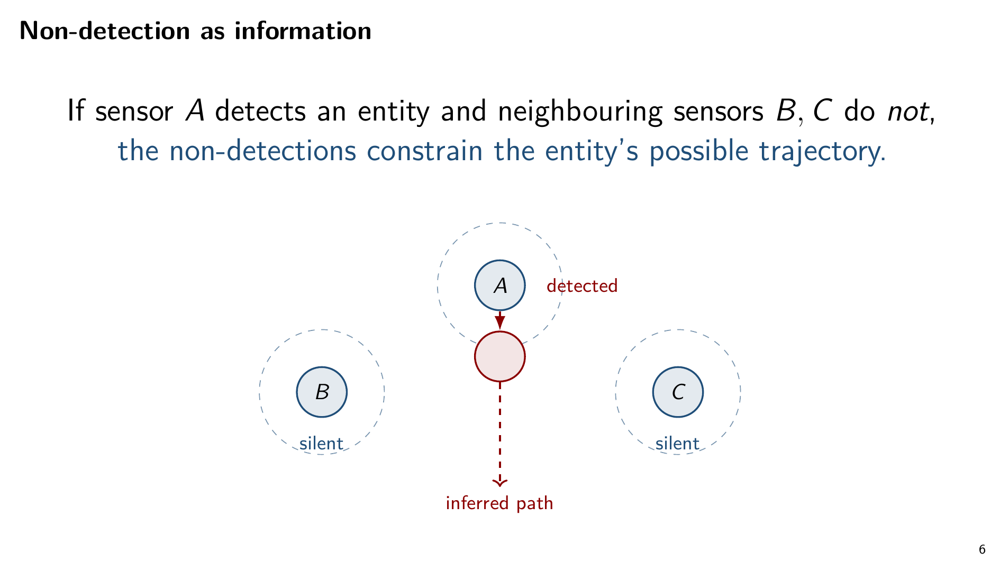 Non-detection as information
If sensor A detects an entity and neighbouring sensors B, C do not,
the non-detections constrain the entity's possible trajectory.
A
detected
B
C
silent
silent
inferred path
6